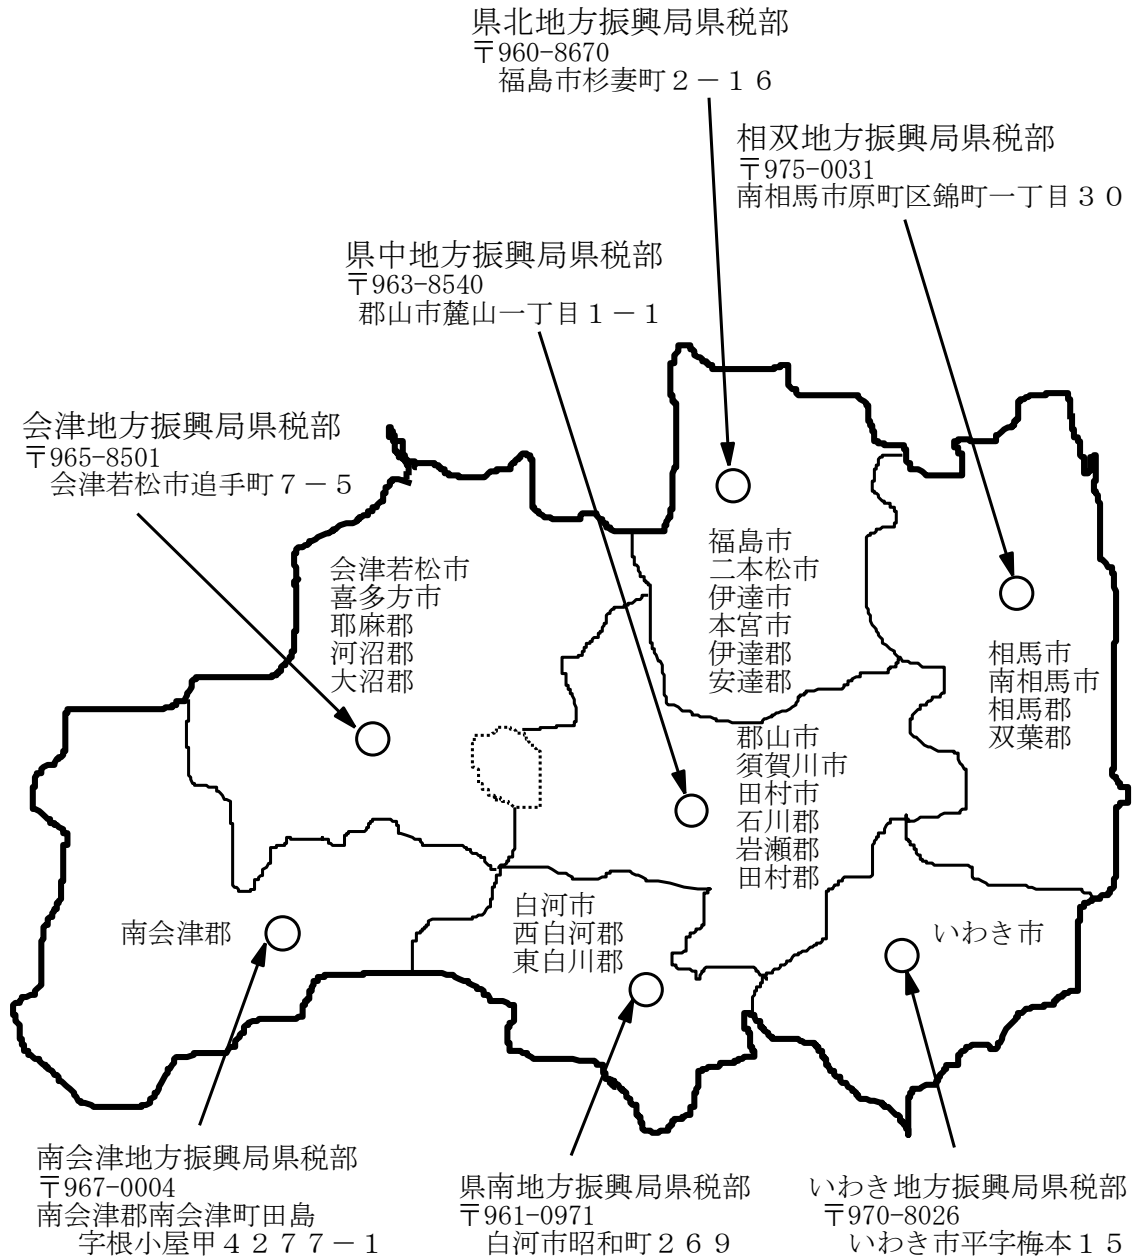 県北地方振興局県税部
〒960-8670
福島市杉妻町２－１６
相双地方振興局県税部
〒975-0031
南相馬市原町区錦町一丁目３０
県中地方振興局県税部
〒963-8540
郡山市麓山一丁目１－１
会津地方振興局県税部
〒965-8501
会津若松市追手町７－５
福島市
二本松市
伊達市
本宮市
伊達郡
安達郡
会津若松市
喜多方市
耶麻郡
河沼郡
大沼郡
相馬市
南相馬市
相馬郡
双葉郡
郡山市
須賀川市
田村市
石川郡
岩瀬郡
田村郡
南会津郡
白河市
西白河郡
東白川郡
いわき市
南会津地方振興局県税部
〒967-0004
南会津郡南会津町田島
字根小屋甲４２７７－１
県南地方振興局県税部
〒961-0971
白河市昭和町２６９
いわき地方振興局県税部
〒970-8026
いわき市平字梅本１５